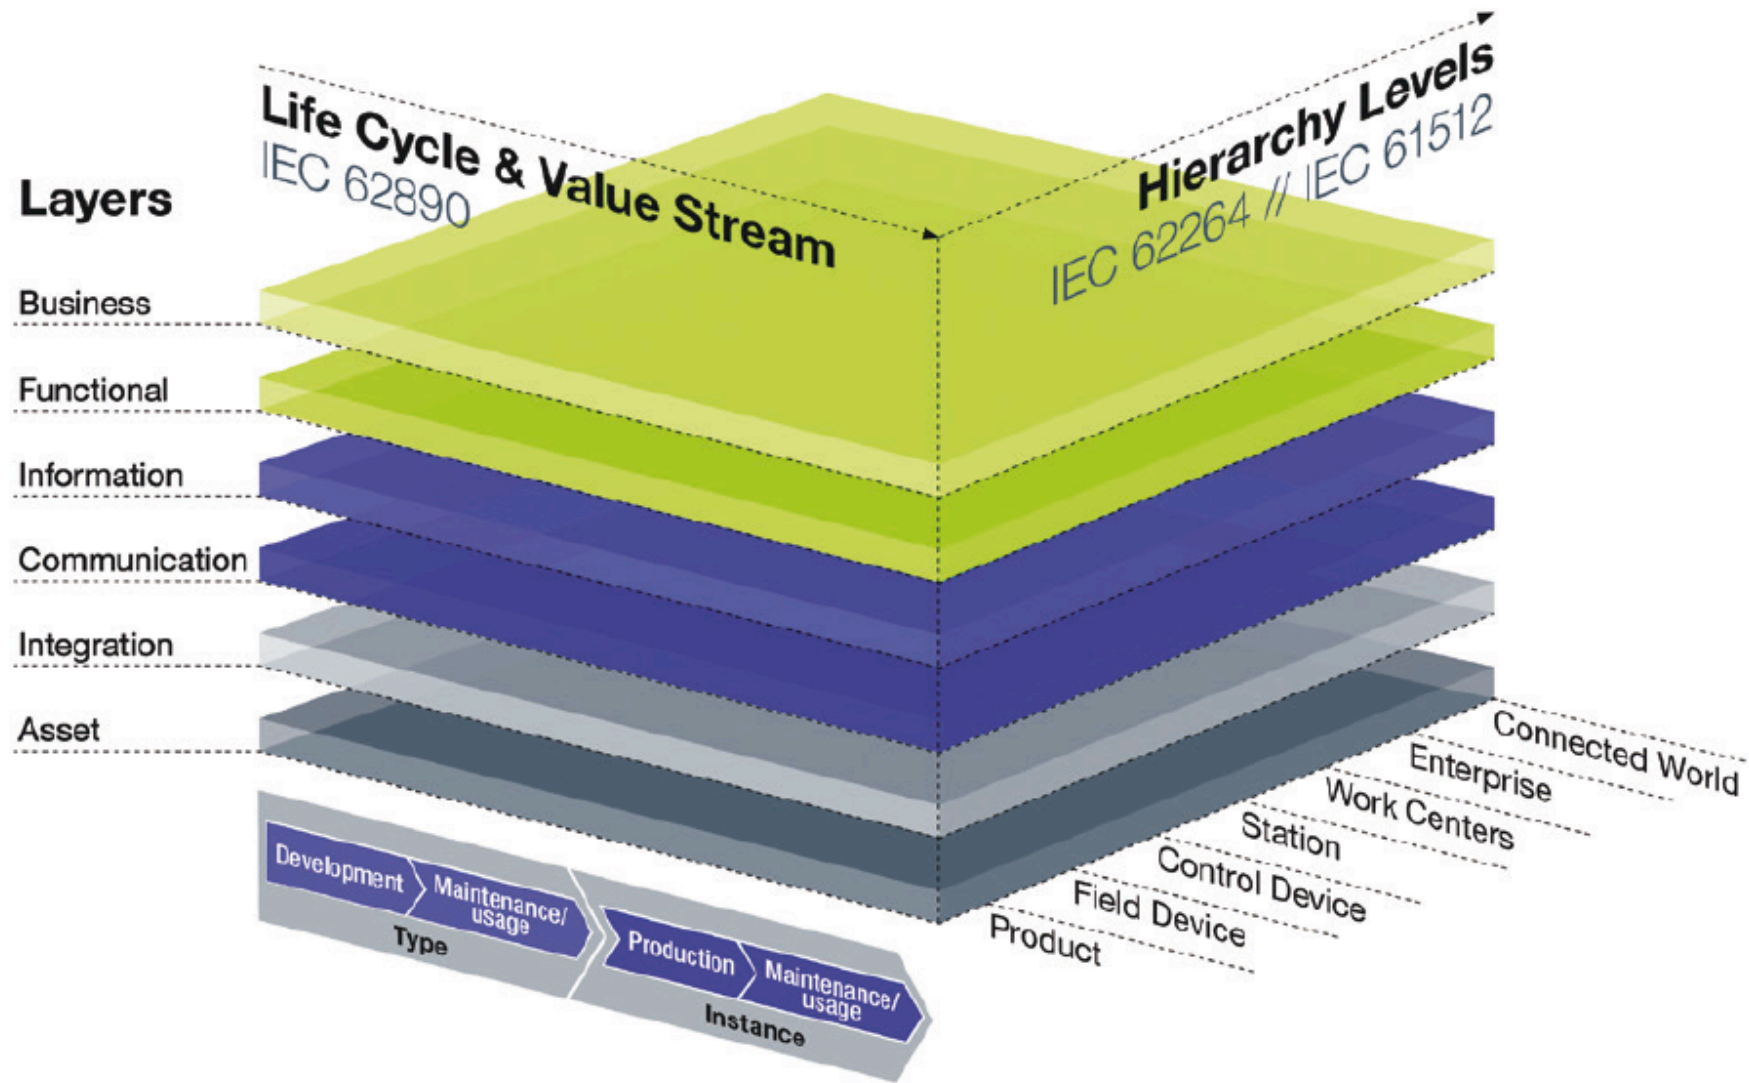 Life Cycle & Value Stream
IEC 62890
Hierarchy Levels
IEC 62264 // IEC 61512
Layers
Business
Functional
Information
Communication
Integration
Asset
Development
Maintenance/
usage
Type
Production
Maintenance/
usage
Instance
Connected World
Enterprise
Work Centers
Station
Control Device
Field Device
Product